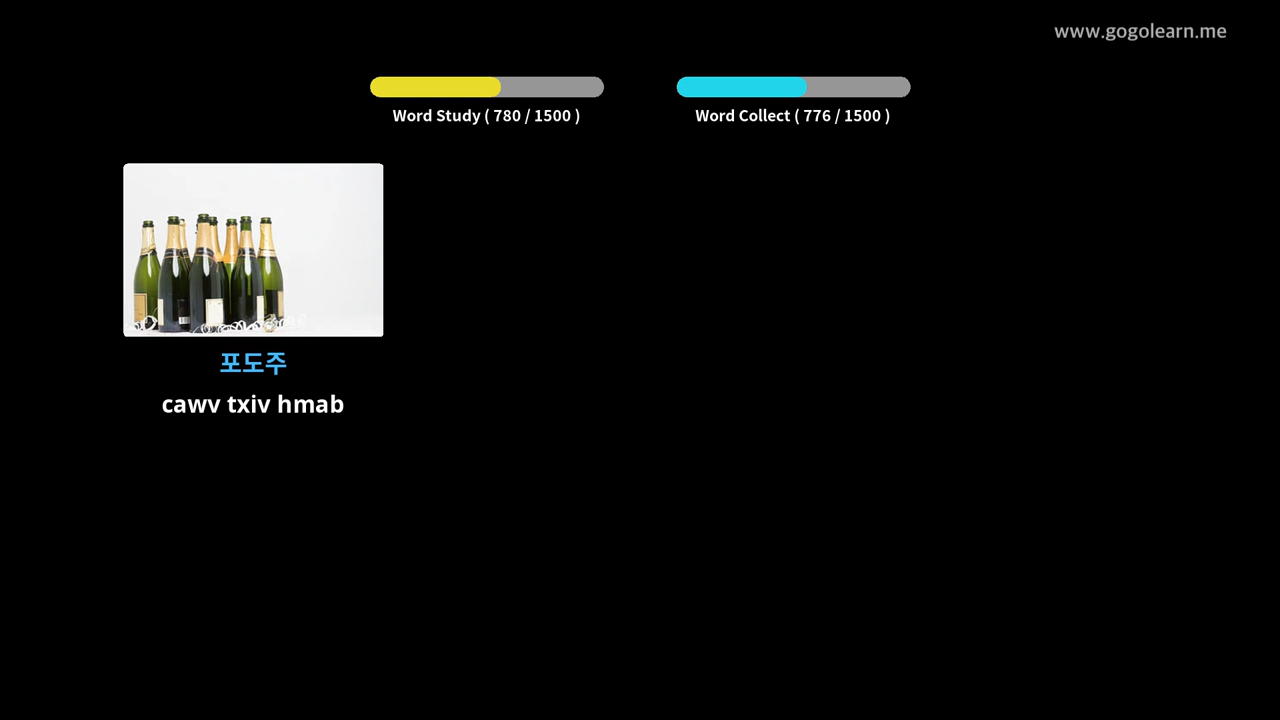 www.gogolearn.me
Word Study ( 780 / 1500 )
Word Collect ( 776 / 1500 )
포도주
cawv txiv hmab